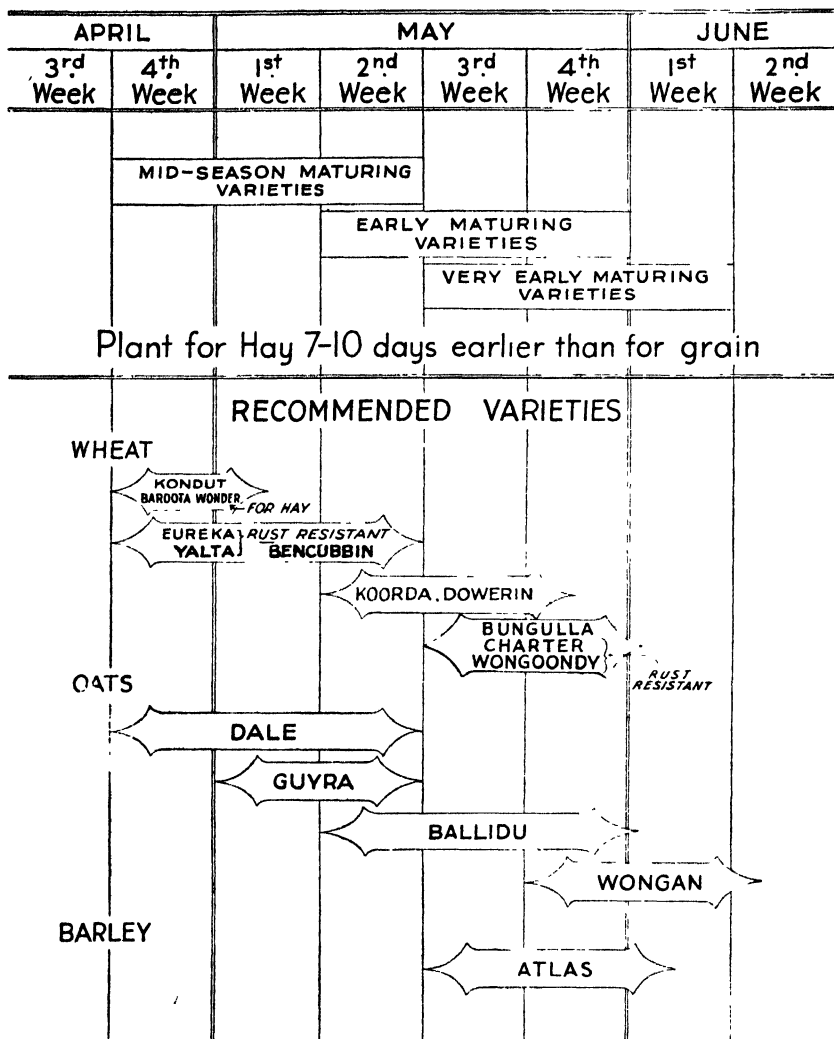 APRIL MAY JUNE
3rd Week 4th Week 1st Week 2nd Week 3rd Week 4th Week 1st Week 2nd Week
MID-SEASON MATURING
VARIETIES
EARLY MATURING
VARIETIES
VERY EARLY MATURING
VARIETIES
Plant for Hay 7-10 days earlier than for grain
RECOMMENDED VARIETIES
WHEAT
KONDUT
BAROOTA WONDER
FOR HAY
EUREKA } RUST RESISTANT
YALTA } BENCUBBIN
KOORDA, DOWERIN
BUNGULLA
CHARTER
WONGOONDY }
RUST
RESISTANT
OATS
DALE
GUYRA
BALLIDU
WONGAN
BARLEY
ATLAS